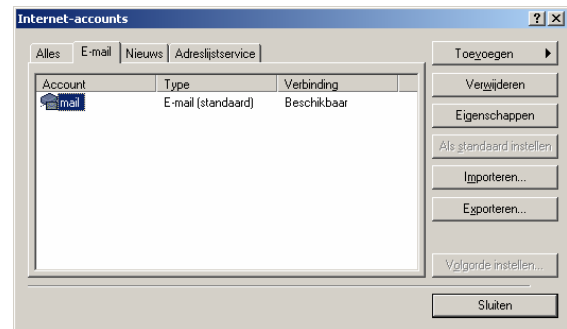 Internet-accounts
Alles E-mail Nieuws Adreslijstservice
Account Type Verbinding
mail E-mail (standaard) Beschikbaar
Toevoegen
Verwijderen
Eigenschappen
Als standaard instellen
Importeren...
Exporteren...
Volgorde instellen...
Sluiten